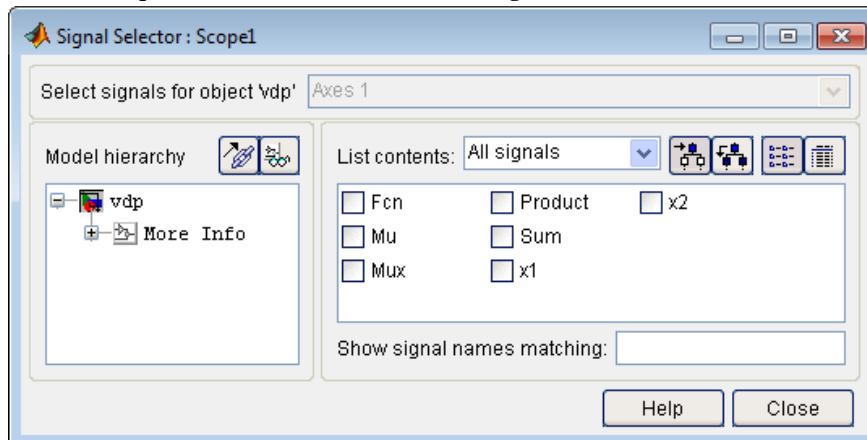 Signal Selector : Scope1
Select signals for object 'vdp' Axes 1
Model hierarchy
vdp
More Info
List contents: All signals
Fcn Product x2
Mu Sum
Mux x1
Show signal names matching:
Help Close